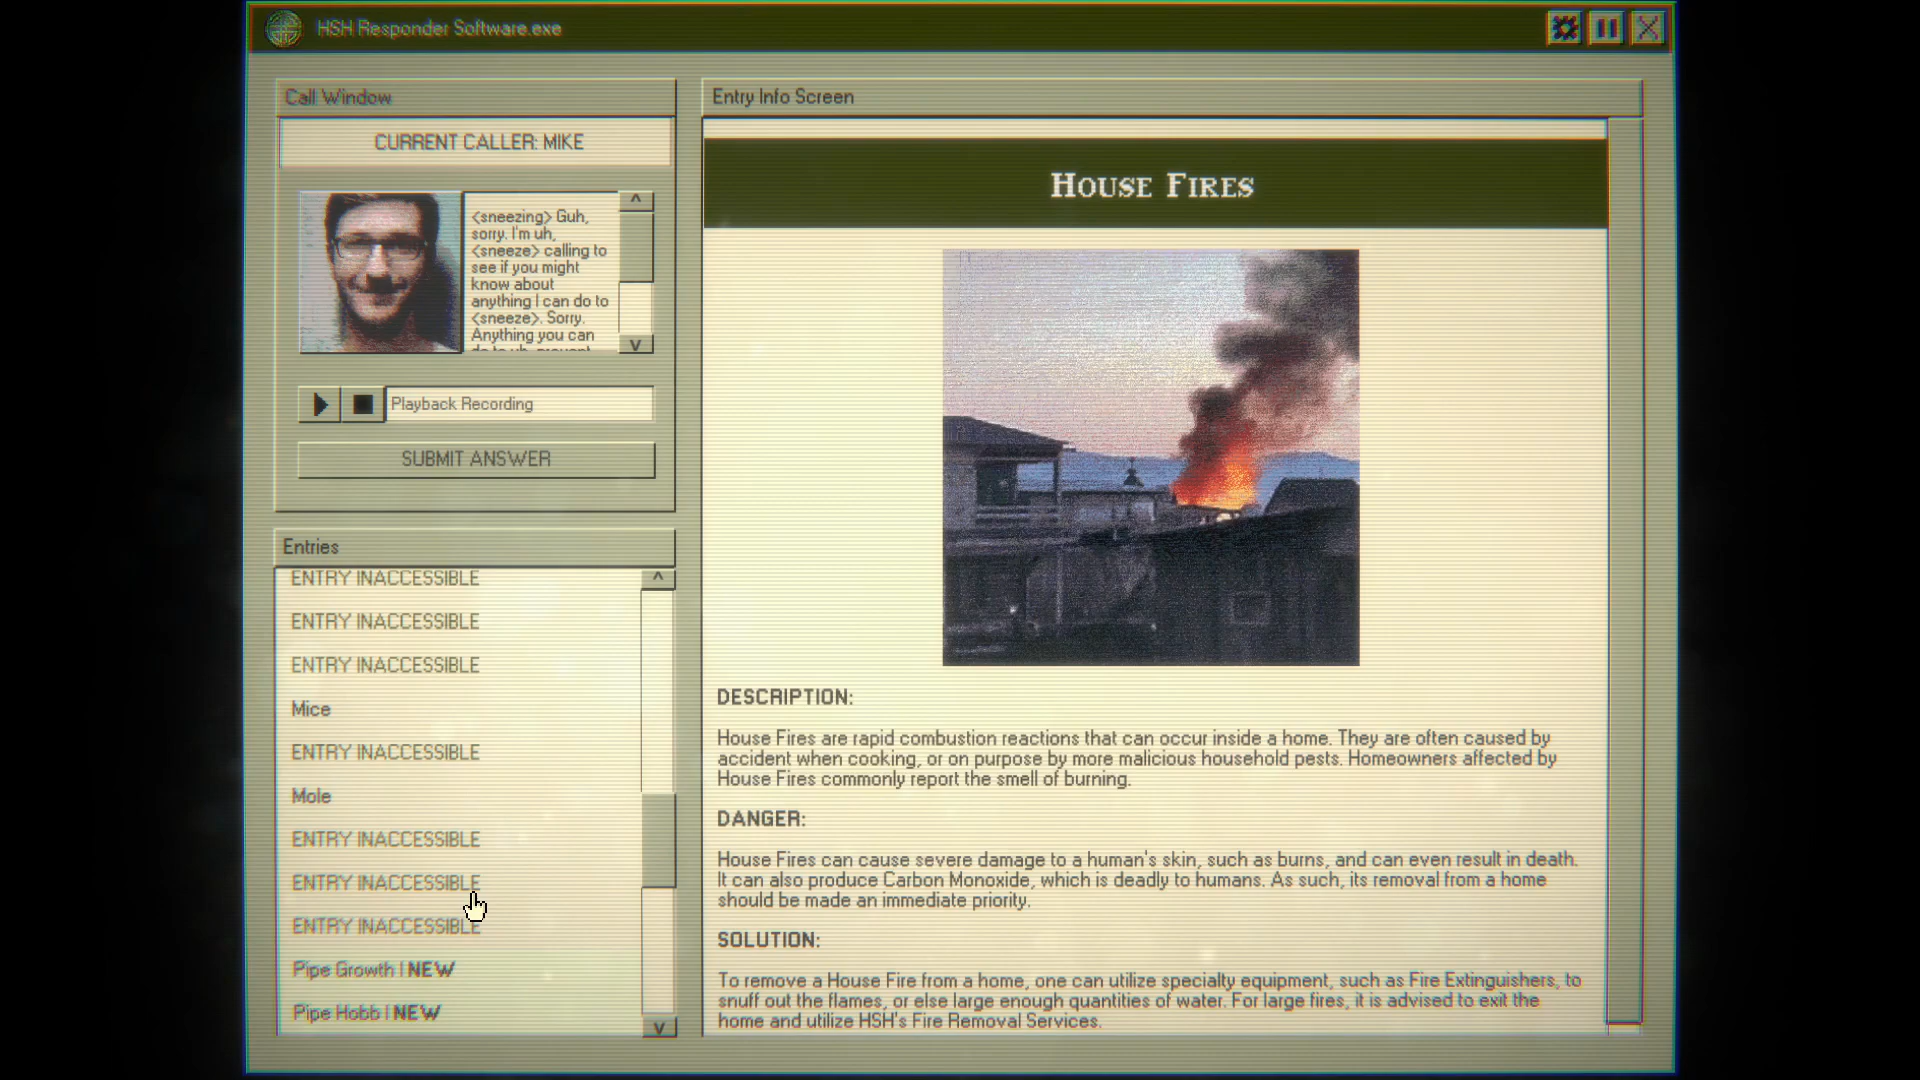 HSH Responder Software.exe
Call Window
CURRENT CALLER: MIKE
<sneezing> Guh,
sorry. I'm uh,
<sneeze> calling to
see if you might
know about
anything I can do to
<sneeze>. Sorry.
Anything you can
do to uh, prevent
Playback Recording
SUBMIT ANSWER
Entries
ENTRY INACCESSIBLE
ENTRY INACCESSIBLE
ENTRY INACCESSIBLE
Mice
ENTRY INACCESSIBLE
Mole
ENTRY INACCESSIBLE
ENTRY INACCESSIBLE
ENTRY INACCESSIBLE
Pipe Growth | NEW
Pipe Hobb | NEW
Entry Info Screen
House Fires
DESCRIPTION:
House Fires are rapid combustion reactions that can occur inside a home. They are often caused by
accident when cooking, or on purpose by more malicious household pests. Homeowners affected by
House Fires commonly report the smell of burning.
DANGER:
House Fires can cause severe damage to a human's skin, such as burns, and can even result in death.
It can also produce Carbon Monoxide, which is deadly to humans. As such, its removal from a home
should be made an immediate priority.
SOLUTION:
To remove a House Fire from a home, one can utilize specialty equipment, such as Fire Extinguishers, to
snuff out the flames, or else large enough quantities of water. For large fires, it is advised to exit the
home and utilize HSH's Fire Removal Services.